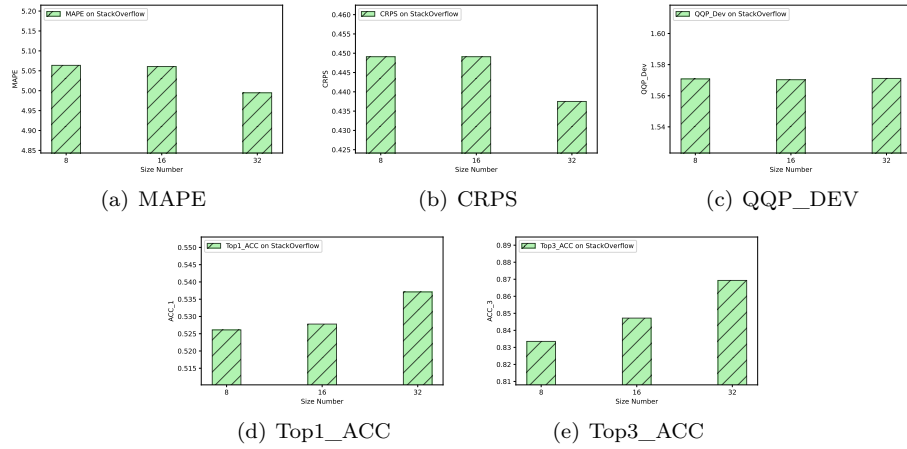 MAPE on StackOverflow
5.20
5.15
5.10
5.05
5.00
4.95
4.90
4.85
MAPE
8
16
32
Size Number
(a) MAPE
CRPS on StackOverflow
0.460
0.455
0.450
0.445
0.440
0.435
0.430
0.425
CRPS
8
16
32
Size Number
(b) CRPS
QQP_Dev on StackOverflow
1.60
1.58
1.56
1.54
QQP_Dev
8
16
32
Size Number
(c) QQP_DEV
Top1_ACC on StackOverflow
0.550
0.545
0.540
0.535
0.530
0.525
0.520
0.515
ACC_1
8
16
32
Size Number
(d) Top1_ACC
Top3_ACC on StackOverflow
0.89
0.88
0.87
0.86
0.85
0.84
0.83
0.82
0.81
ACC_3
8
16
32
Size Number
(e) Top3_ACC